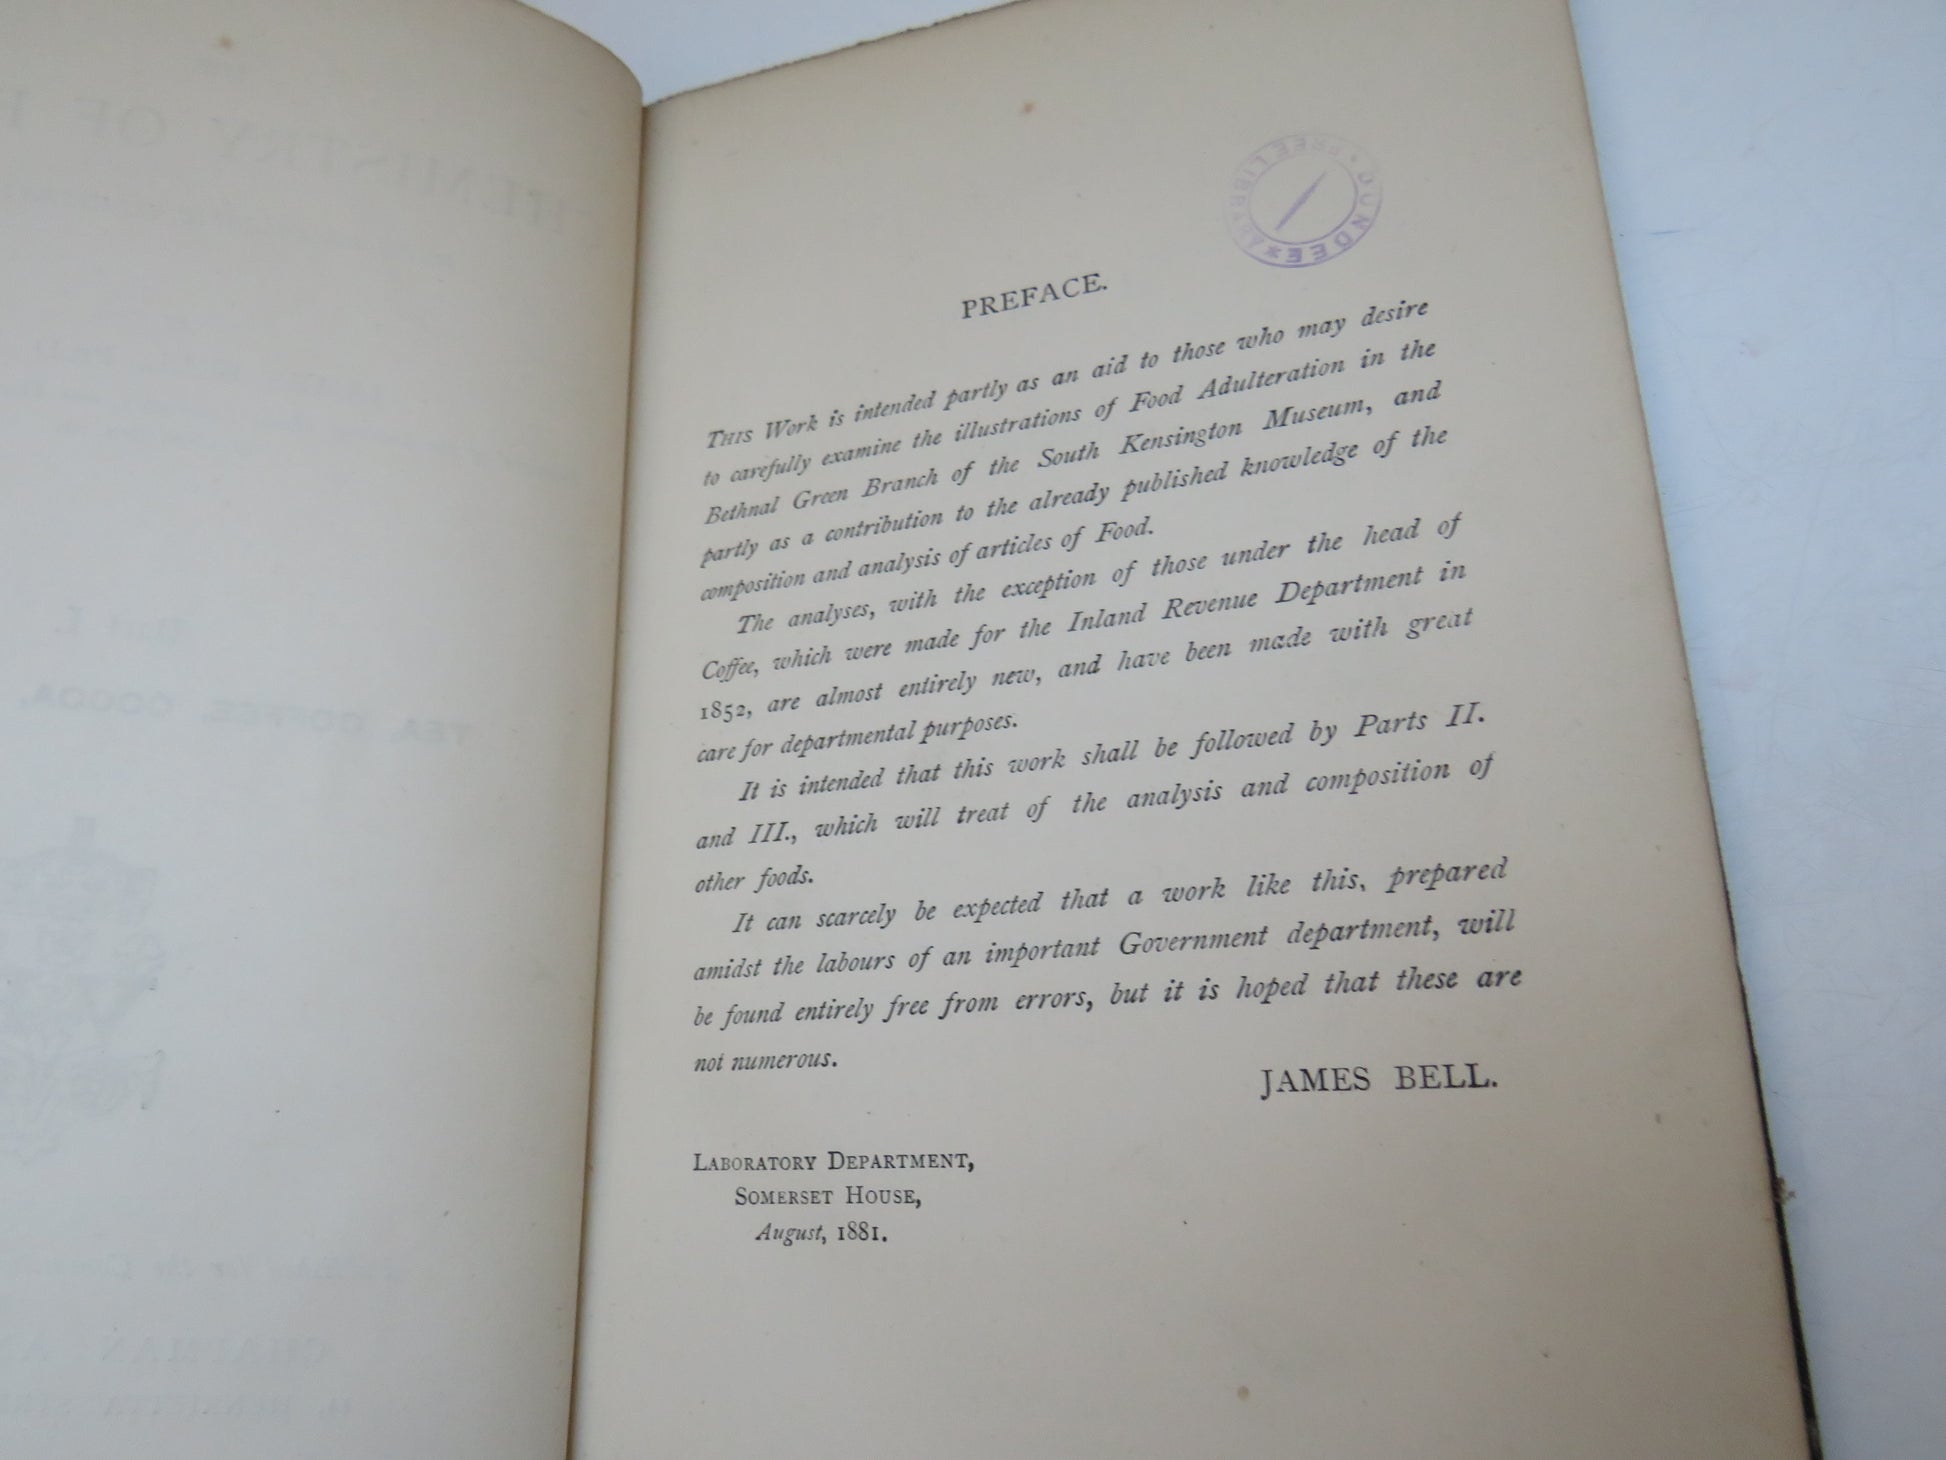 DUNDEE * FREE LIBRARY *
PREFACE.
THIS Work is intended partly as an aid to those who may desire
to carefully examine the illustrations of Food Adulteration in the
Bethnal Green Branch of the South Kensington Museum, and
partly as a contribution to the already published knowledge of the
composition and analysis of articles of Food.
The analyses, with the exception of those under the head of
Coffee, which were made for the Inland Revenue Department in
1852, are almost entirely new, and have been made with great
care for departmental purposes.
It is intended that this work shall be followed by Parts II.
and III., which will treat of the analysis and composition of
other foods.
It can scarcely be expected that a work like this, prepared
amidst the labours of an important Government department, will
be found entirely free from errors, but it is hoped that these are
not numerous.
JAMES BELL.
LABORATORY DEPARTMENT,
SOMERSET HOUSE,
August, 1881.